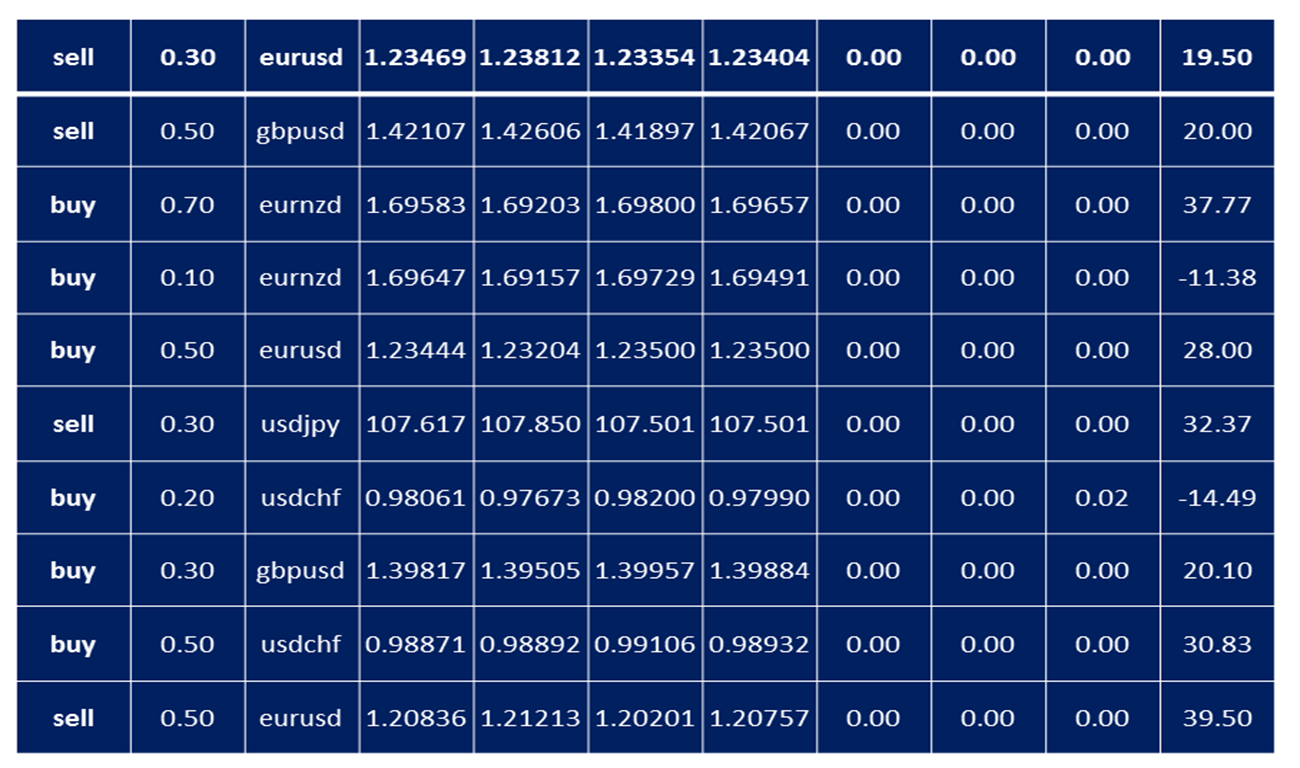 sell 0.30 eurusd 1.23469 1.23812 1.23354 1.23404 0.00 0.00 0.00 19.50
sell 0.50 gbpusd 1.42107 1.42606 1.41897 1.42067 0.00 0.00 0.00 20.00
buy 0.70 eurnzd 1.69583 1.69203 1.69800 1.69657 0.00 0.00 0.00 37.77
buy 0.10 eurnzd 1.69647 1.69157 1.69729 1.69491 0.00 0.00 0.00 -11.38
buy 0.50 eurusd 1.23444 1.23204 1.23500 1.23500 0.00 0.00 0.00 28.00
sell 0.30 usdjpy 107.617 107.850 107.501 107.501 0.00 0.00 0.00 32.37
buy 0.20 usdchf 0.98061 0.97673 0.98200 0.97990 0.00 0.00 0.02 -14.49
buy 0.30 gbpusd 1.39817 1.39505 1.39957 1.39884 0.00 0.00 0.00 20.10
buy 0.50 usdchf 0.98871 0.98892 0.99106 0.98932 0.00 0.00 0.00 30.83
sell 0.50 eurusd 1.20836 1.21213 1.20201 1.20757 0.00 0.00 0.00 39.50